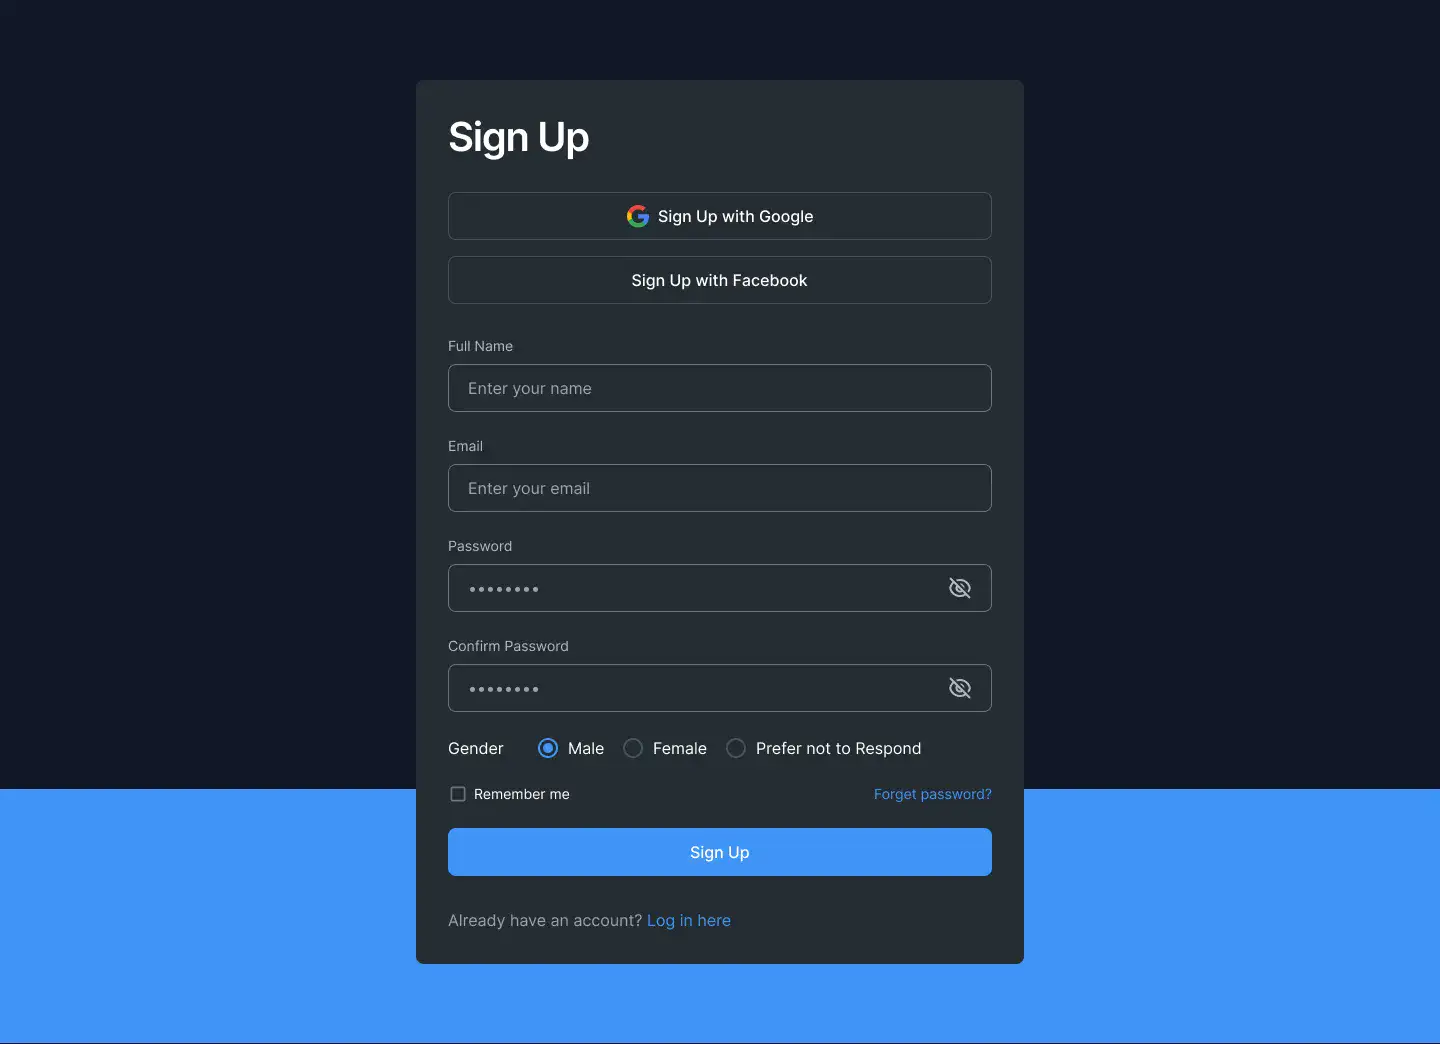 Sign Up
Sign Up with Google
Sign Up with Facebook
Full Name
Enter your name
Email
Enter your email
Password
••••••••
Confirm Password
••••••••
Gender Male Female Prefer not to Respond
Remember me Forget password?
Sign Up
Already have an account? Log in here